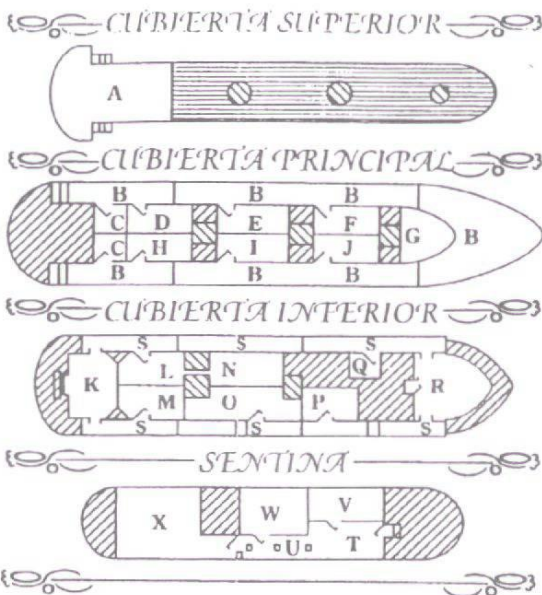 CUBIERTA SUPERIOR
A
CUBIERTA PRINCIPAL
B B B
C D E F
G B
C H I J
B B B
CUBIERTA INFERIOR
S S S
L N Q
K R
M O P
S S S
SENTINA
X W V
U T